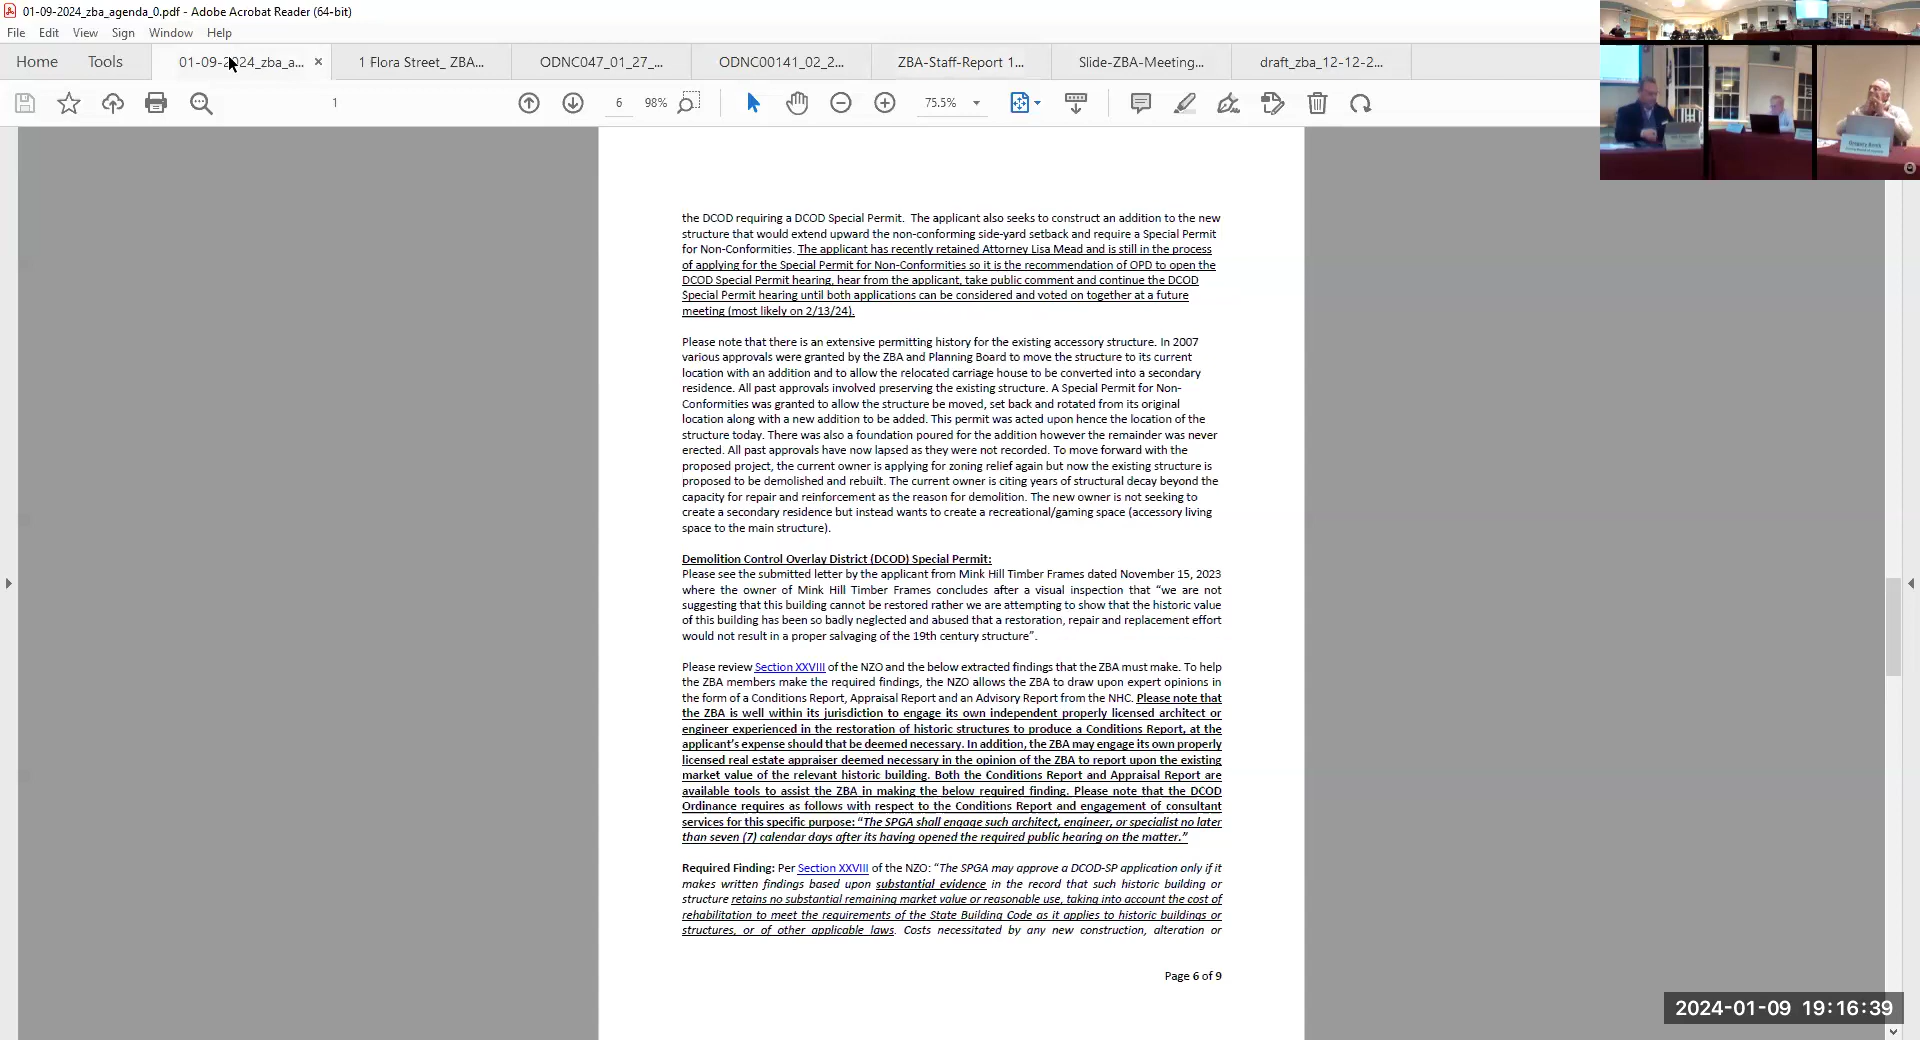 01-09-2024_zba_agenda_0.pdf - Adobe Acrobat Reader (64-bit)
File Edit View Sign Window Help
Home Tools 01-09-2024_zba_a... × 1 Flora Street_ ZBA... ODNC047_01_27_... ODNC00141_02_2... ZBA-Staff-Report 1... Slide-ZBA-Meeting... draft_zba_12-12-2...
1 6 98% 75.5%
the DCOD requiring a DCOD Special Permit. The applicant also seeks to construct an addition to the new
structure that would extend upward the non-conforming side-yard setback and require a Special Permit
for Non-Conformities. The applicant has recently retained Attorney Lisa Mead and is still in the process
of applying for the Special Permit for Non-Conformities so it is the recommendation of OPD to open the
DCOD Special Permit hearing, hear from the applicant, take public comment and continue the DCOD
Special Permit hearing until both applications can be considered and voted on together at a future
meeting (most likely on 2/13/24).
Please note that there is an extensive permitting history for the existing accessory structure. In 2007
various approvals were granted by the ZBA and Planning Board to move the structure to its current
location with an addition and to allow the relocated carriage house to be converted into a secondary
residence. All past approvals involved preserving the existing structure. A Special Permit for Non-
Conformities was granted to allow the structure be moved, set back and rotated from its original
location along with a new addition to be added. This permit was acted upon hence the location of the
structure today. There was also a foundation poured for the addition however the remainder was never
erected. All past approvals have now lapsed as they were not recorded. To move forward with the
proposed project, the current owner is applying for zoning relief again but now the existing structure is
proposed to be demolished and rebuilt. The current owner is citing years of structural decay beyond the
capacity for repair and reinforcement as the reason for demolition. The new owner is not seeking to
create a secondary residence but instead wants to create a recreational/gaming space (accessory living
space to the main structure).
Demolition Control Overlay District (DCOD) Special Permit:
Please see the submitted letter by the applicant from Mink Hill Timber Frames dated November 15, 2023
where the owner of Mink Hill Timber Frames concludes after a visual inspection that “we are not
suggesting that this building cannot be restored rather we are attempting to show that the historic value
of this building has been so badly neglected and abused that a restoration, repair and replacement effort
would not result in a proper salvaging of the 19th century structure”.
Please review Section XXVIII of the NZO and the below extracted findings that the ZBA must make. To help
the ZBA members make the required findings, the NZO allows the ZBA to draw upon expert opinions in
the form of a Conditions Report, Appraisal Report and an Advisory Report from the NHC. Please note that
the ZBA is well within its jurisdiction to engage its own independent properly licensed architect or
engineer experienced in the restoration of historic structures to produce a Conditions Report, at the
applicant’s expense should that be deemed necessary. In addition, the ZBA may engage its own properly
licensed real estate appraiser deemed necessary in the opinion of the ZBA to report upon the existing
market value of the relevant historic building. Both the Conditions Report and Appraisal Report are
available tools to assist the ZBA in making the below required finding. Please note that the DCOD
Ordinance requires as follows with respect to the Conditions Report and engagement of consultant
services for this specific purpose: “The SPGA shall engage such architect, engineer, or specialist no later
than seven (7) calendar days after its having opened the required public hearing on the matter.”
Required Finding: Per Section XXVIII of the NZO: “The SPGA may approve a DCOD-SP application only if it
makes written findings based upon substantial evidence in the record that such historic building or
structure retains no substantial remaining market value or reasonable use, taking into account the cost of
rehabilitation to meet the requirements of the State Building Code as it applies to historic buildings or
structures, or of other applicable laws. Costs necessitated by any new construction, alteration or
Page 6 of 9
2024-01-09 19:16:39